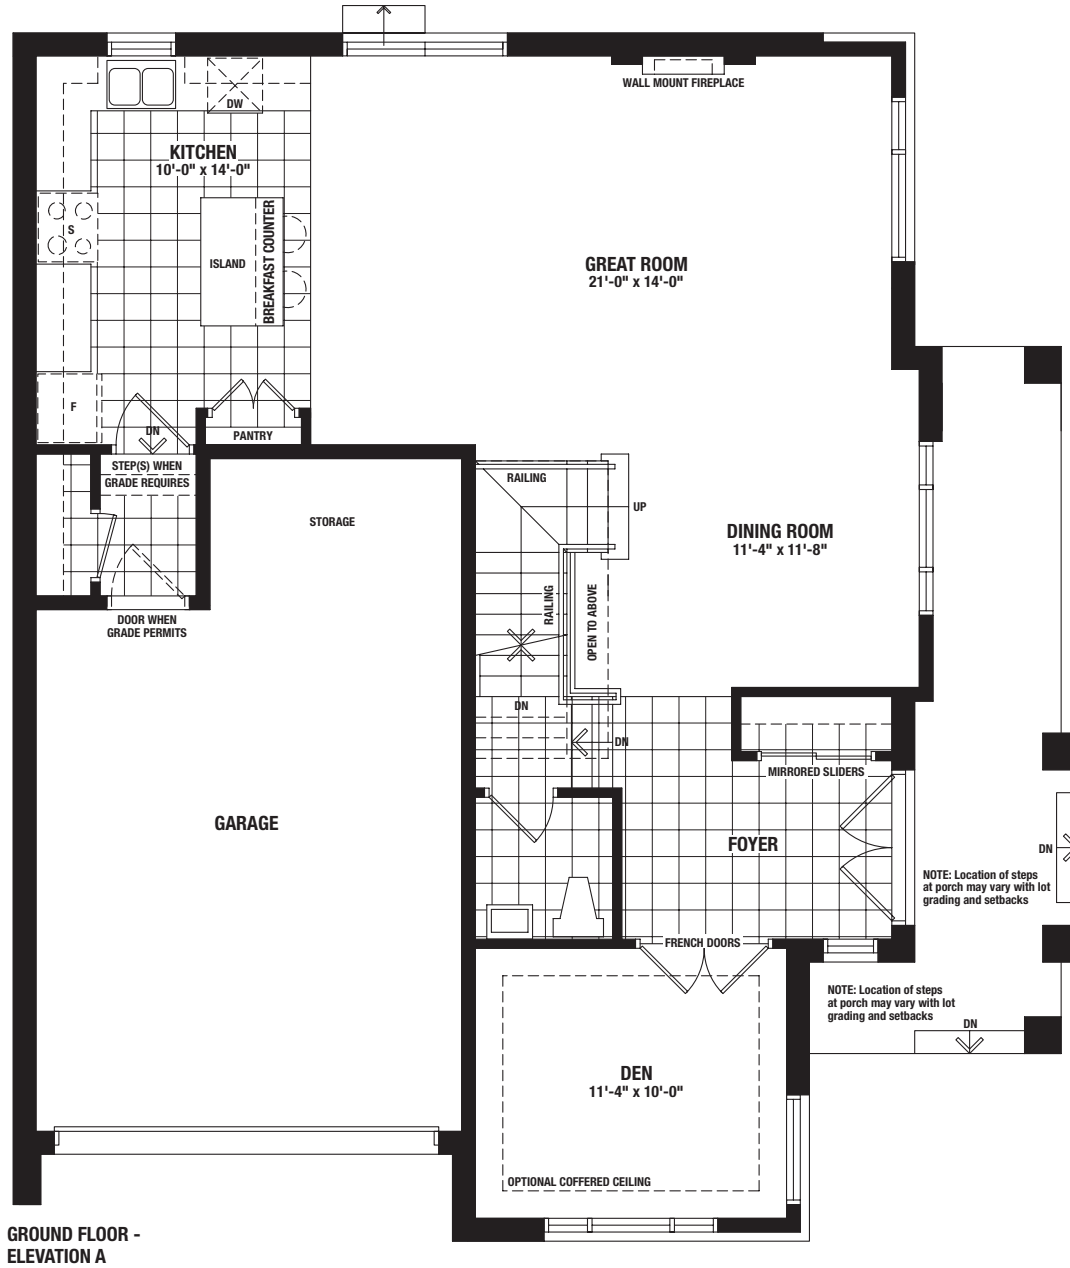 WALL MOUNT FIREPLACE
DW
KITCHEN
10'-0" x 14'-0"
S
ISLAND
BREAKFAST COUNTER
GREAT ROOM
21'-0" x 14'-0"
F
DN
PANTRY
STEP(S) WHEN
GRADE REQUIRES
RAILING
UP
STORAGE
DINING ROOM
11'-4" x 11'-8"
RAILING
OPEN TO ABOVE
DOOR WHEN
GRADE PERMITS
DN
DN
MIRRORED SLIDERS
GARAGE
FOYER
DN
NOTE: Location of steps
at porch may vary with lot
grading and setbacks
FRENCH DOORS
NOTE: Location of steps
at porch may vary with lot
grading and setbacks
DN
DEN
11'-4" x 10'-0"
OPTIONAL COFFERED CEILING
GROUND FLOOR -
ELEVATION A